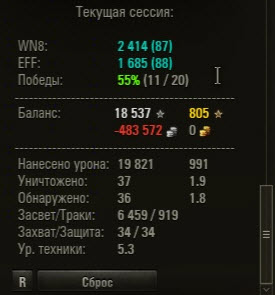 Текущая сессия:
WN8: 2 414 (87)
EFF: 1 685 (88)
Победы: 55% (11 / 20)
Баланс: 18 537 805
-483 572 0
Нанесено урона: 19 821 991
Уничтожено: 37 1.9
Обнаружено: 36 1.8
Засвет/Траки: 6 459 / 919
Захват/Защита: 34 / 34
Ур. техники: 5.3
R Сброс